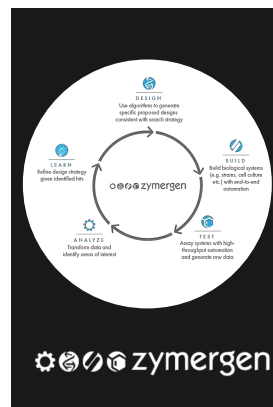 DESIGN
Use algorithms to generate
specific proposed designs
consistent with search strategy
BUILD
Build biological systems
(e.g. strains, cell culture
etc.) with end-to-end
automation
TEST
Assay systems with high-
throughput automation
and generate raw data
ANALYZE
Transform data and
identify areas of interest
LEARN
Refine design strategy
given identified hits
zymergen
zymergen